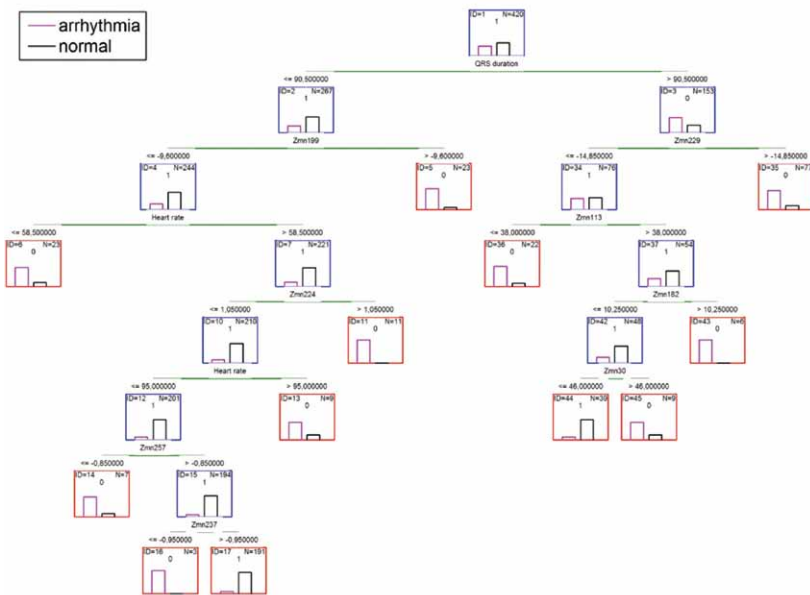 arrhythmia
normal
ID=1 N=420
1
QRS duration
<= 90,500000 > 90,500000
ID=2 N=267 ID=3 N=153
1 0
Zmn199 Zmn229
<= -9,600000 > -9,600000 <= -14,850000 > -14,850000
ID=4 N=244 ID=5 N=23 ID=34 N=76 ID=35 N=77
1 0 1 0
Heart rate Zmn113
<= 58,500000 > 58,500000 <= 38,000000 > 38,000000
ID=6 N=23 ID=7 N=221 ID=36 N=22 ID=37 N=54
0 1 0 1
Zmn224 Zmn182
<= 1,050000 > 1,050000 <= 10,250000 > 10,250000
ID=10 N=210 ID=11 N=11 ID=42 N=48 ID=43 N=6
1 0 1 0
Heart rate Zmn30
<= 95,000000 > 95,000000 <= 46,000000 > 46,000000
ID=12 N=201 ID=13 N=9 ID=44 N=39 ID=45 N=9
1 0 1 0
Zmn257
<= -0,850000 > -0,850000
ID=14 N=7 ID=15 N=194
0 1
Zmn237
<= -0,950000 > -0,950000
ID=16 N=3 ID=17 N=191
0 1